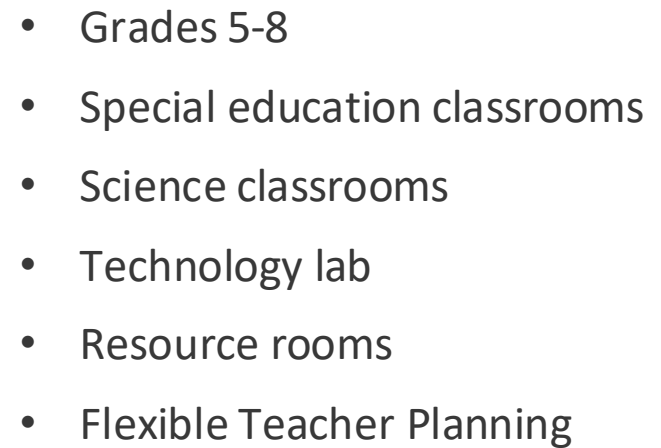 • Grades 5-8
• Special education classrooms
• Science classrooms
• Technology lab
• Resource rooms
• Flexible Teacher Planning